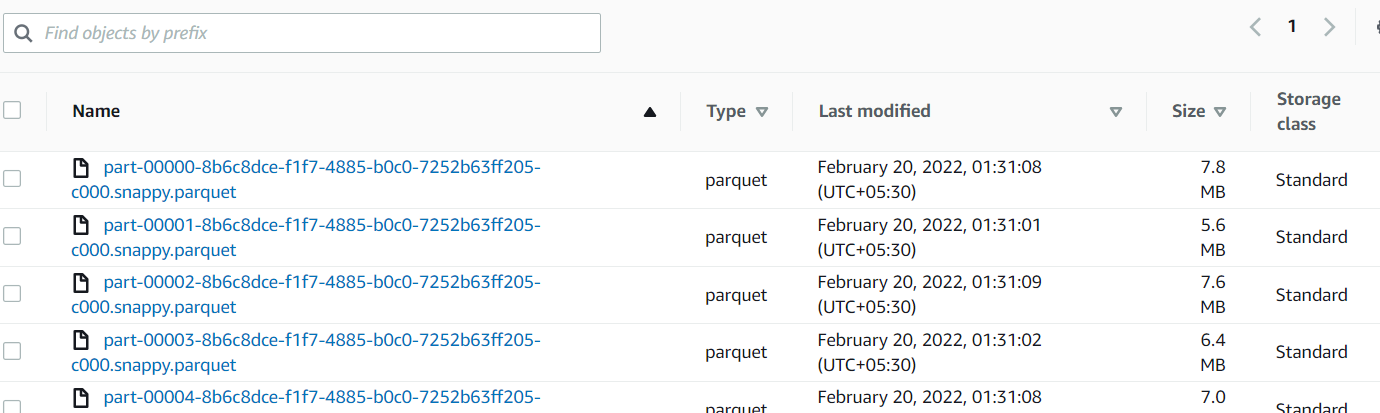 Find objects by prefix
1
Name
Type
Last modified
Size
Storage
class
part-00000-8b6c8dce-f1f7-4885-b0c0-7252b63ff205-
c000.snappy.parquet
parquet
February 20, 2022, 01:31:08
(UTC+05:30)
7.8
MB
Standard
part-00001-8b6c8dce-f1f7-4885-b0c0-7252b63ff205-
c000.snappy.parquet
parquet
February 20, 2022, 01:31:01
(UTC+05:30)
5.6
MB
Standard
part-00002-8b6c8dce-f1f7-4885-b0c0-7252b63ff205-
c000.snappy.parquet
parquet
February 20, 2022, 01:31:09
(UTC+05:30)
7.6
MB
Standard
part-00003-8b6c8dce-f1f7-4885-b0c0-7252b63ff205-
c000.snappy.parquet
parquet
February 20, 2022, 01:31:02
(UTC+05:30)
6.4
MB
Standard
part-00004-8b6c8dce-f1f7-4885-b0c0-7252b63ff205-
parquet
February 20, 2022, 01:31:08
7.0
Standard